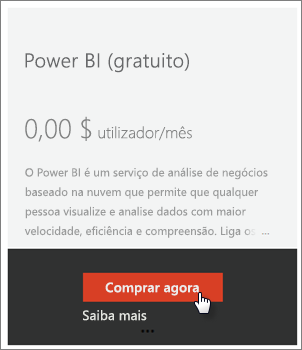 Power BI (gratuito)
0,00 $ utilizador/mês
O Power BI é um serviço de análise de negócios
baseado na nuvem que permite que qualquer
pessoa visualize e analise dados com maior
velocidade, eficiência e compreensão. Liga os ...
Comprar agora
Saiba mais
...